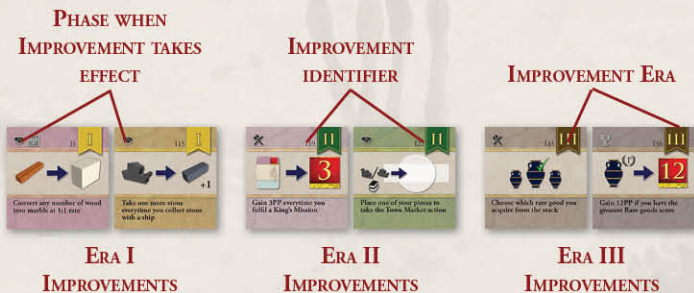 PHASE WHEN
IMPROVEMENT TAKES
EFFECT
IMPROVEMENT
IDENTIFIER
IMPROVEMENT ERA
I
I
II
II
III
III
+1
3
12
Convert any number of wood
into marble at 1:1 rate
Take one more stone
everytime you collect stone
with a ship
Gain 3PP everytime you
fulfil a King's Mission
Place one of your pieces to
take the Town Market action
Choose which rare good you
acquire from the stack
Gain 12PP if you have the
greatest Rare goods score
ERA I
IMPROVEMENTS
ERA II
IMPROVEMENTS
ERA III
IMPROVEMENTS